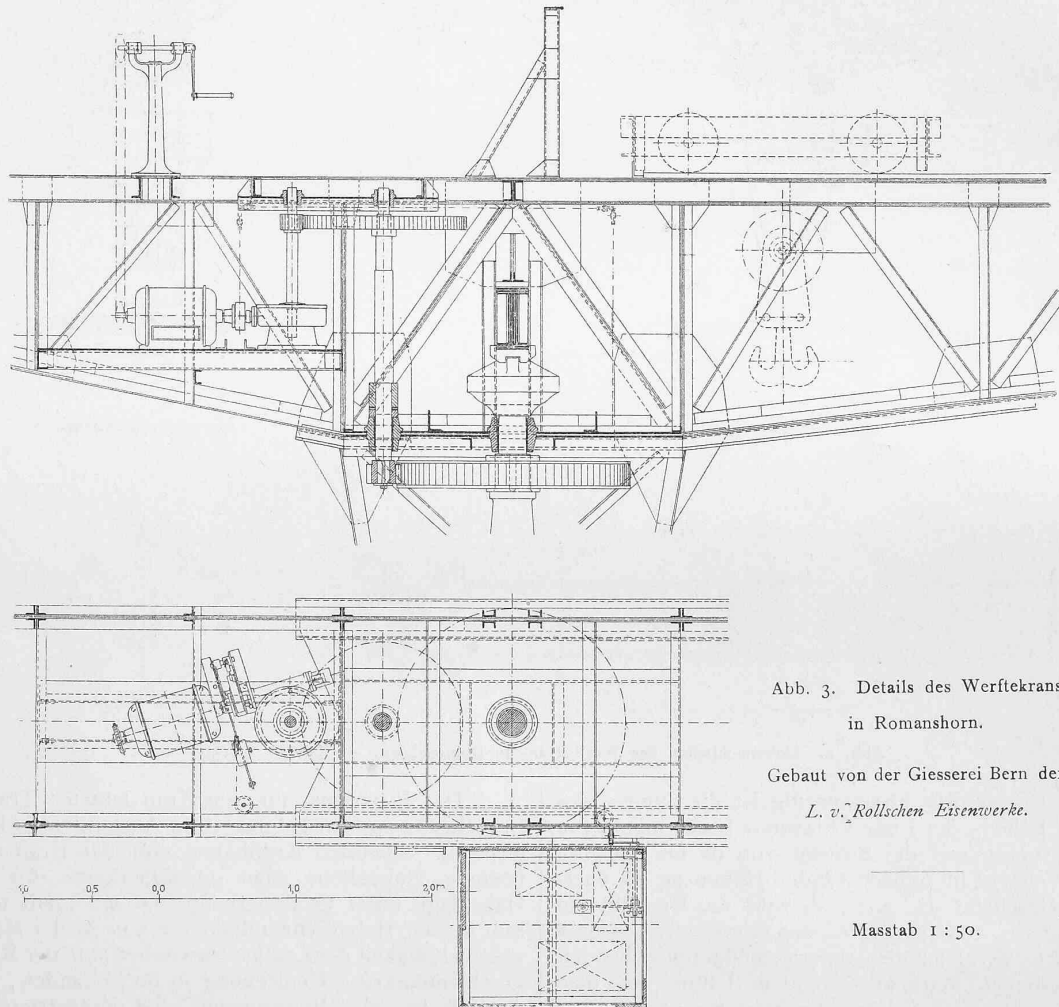 Abb. 3. Details des Werftekrans
in Romanshorn.
Gebaut von der Giesserei Bern der
L. v. Rollschen Eisenwerke.
1,0 0,5 0,0 1,0 2,0 m
Masstab 1 : 50.